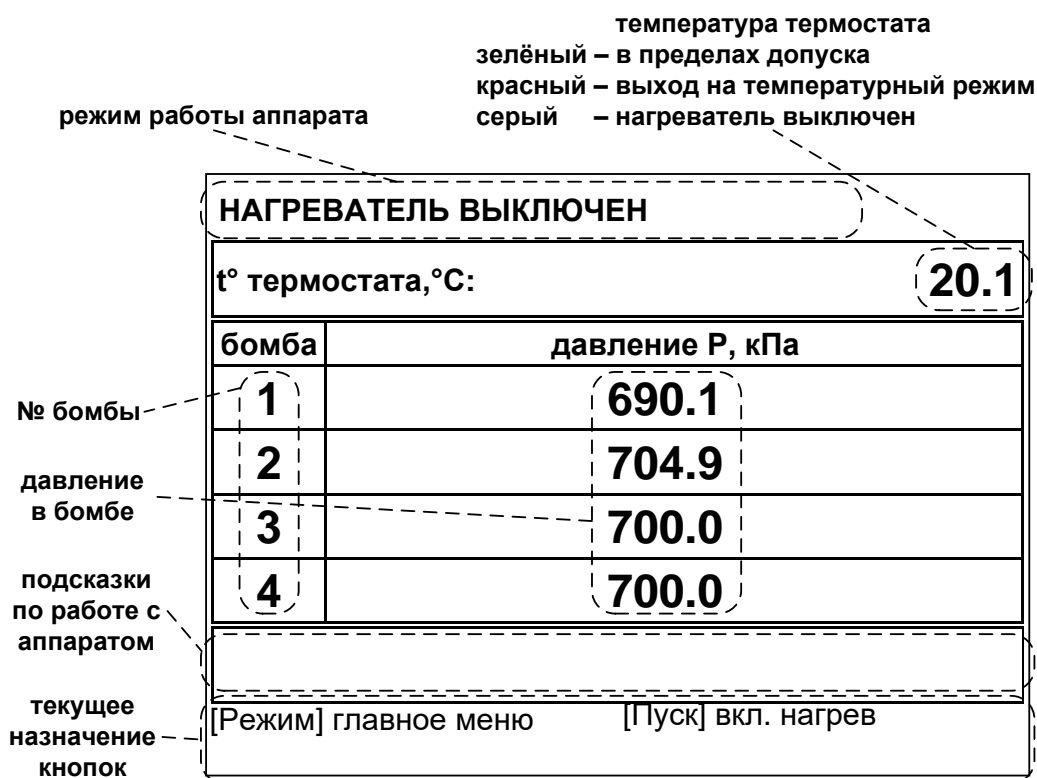 температура термостата
зелёный – в пределах допуска
красный – выход на температурный режим
серый – нагреватель выключен
режим работы аппарата
НАГРЕВАТЕЛЬ ВЫКЛЮЧЕН
t° термостата,°C: 20.1
бомба давление P, кПа
1 690.1
2 704.9
3 700.0
4 700.0
№ бомбы
давление
в бомбе
подсказки
по работе с
аппаратом
текущее
назначение
кнопок
[Режим] главное меню [Пуск] вкл. нагрев